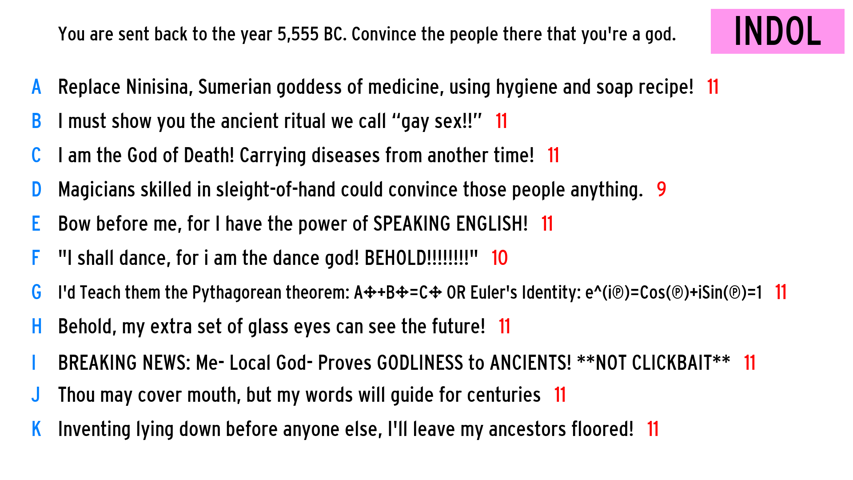 You are sent back to the year 5,555 BC. Convince the people there that you're a god.
INDOL
A Replace Ninisina, Sumerian goddess of medicine, using hygiene and soap recipe! 11
B I must show you the ancient ritual we call “gay sex!!” 11
C I am the God of Death! Carrying diseases from another time! 11
D Magicians skilled in sleight-of-hand could convince those people anything. 9
E Bow before me, for I have the power of SPEAKING ENGLISH! 11
F "I shall dance, for i am the dance god! BEHOLD!!!!!!!!" 10
G I'd Teach them the Pythagorean theorem: A✢+B✢=C✢ OR Euler's Identity: e^(i℗)=Cos(℗)+iSin(℗)=1 11
H Behold, my extra set of glass eyes can see the future! 11
I BREAKING NEWS: Me- Local God- Proves GODLINESS to ANCIENTS! **NOT CLICKBAIT** 11
J Thou may cover mouth, but my words will guide for centuries 11
K Inventing lying down before anyone else, I'll leave my ancestors floored! 11